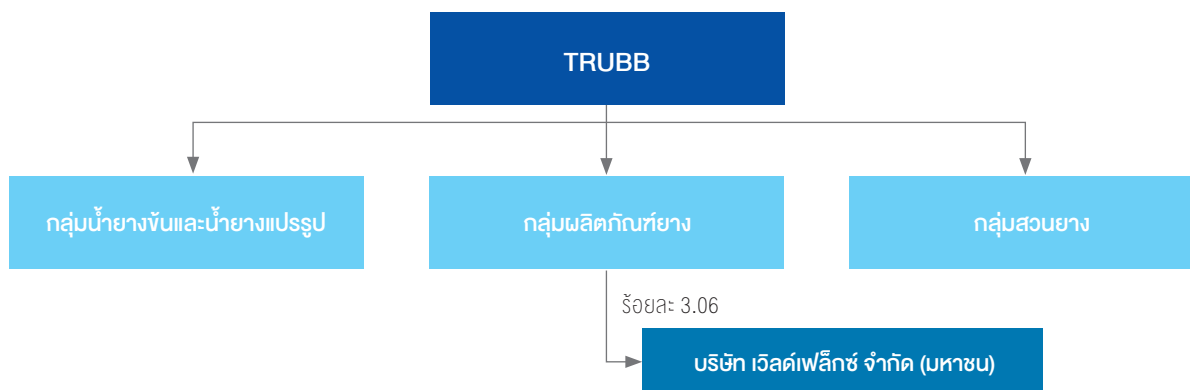 TRUBB
กลุ่มน้ำยางข้นและน้ำยางแปรรูป
กลุ่มผลิตภัณฑ์ยาง
กลุ่มสวนยาง
ร้อยละ 3.06
บริษัท เวิลด์เฟล็กซ์ จำกัด (มหาชน)